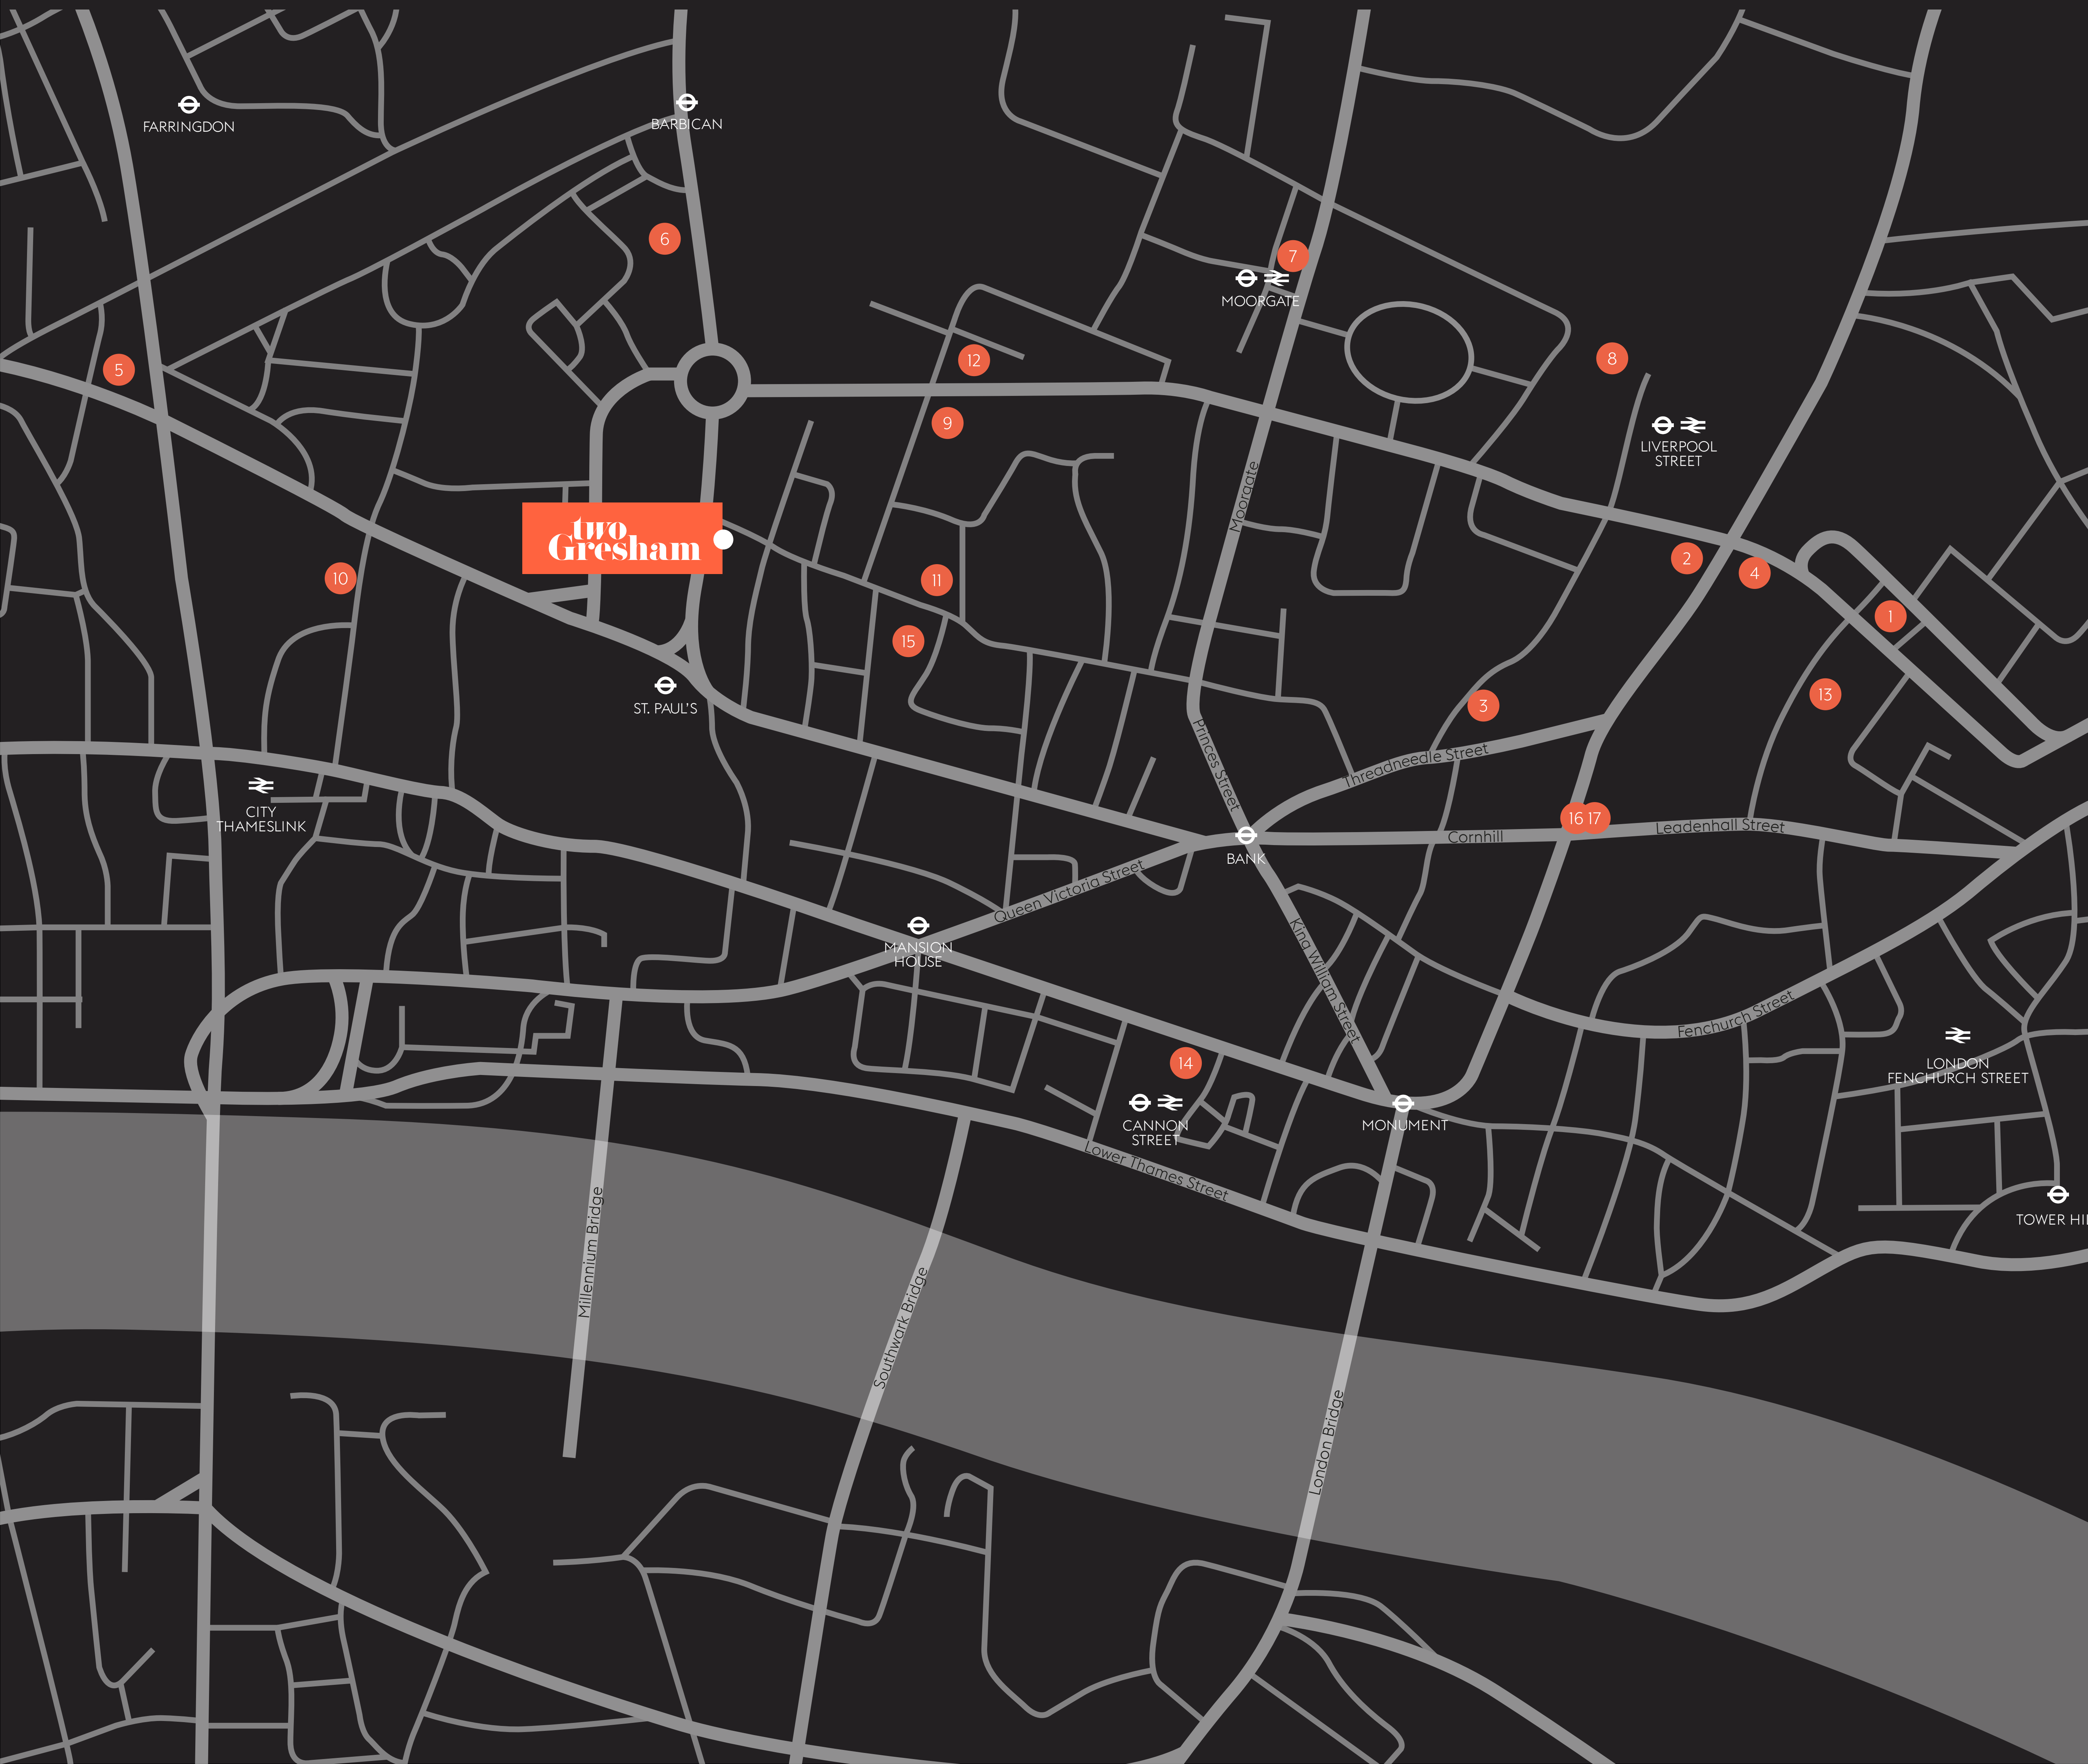 FARRINGDON
BARBICAN
6
7
MOORGATE
5
12
8
9
LIVERPOOL
STREET
Moorgate
two
Gresham
2
4
10
11
1
15
ST. PAUL'S
13
3
Princes Street
Threadneedle Street
CITY
THAMESLINK
16
17
Leadenhall Street
Cornhill
BANK
Queen Victoria Street
MANSION
HOUSE
King William Street
Fenchurch Street
14
LONDON
FENCHURCH STREET
CANNON
STREET
MONUMENT
Lower Thames Street
TOWER HIL
Millennium Bridge
Southwark Bridge
London Bridge